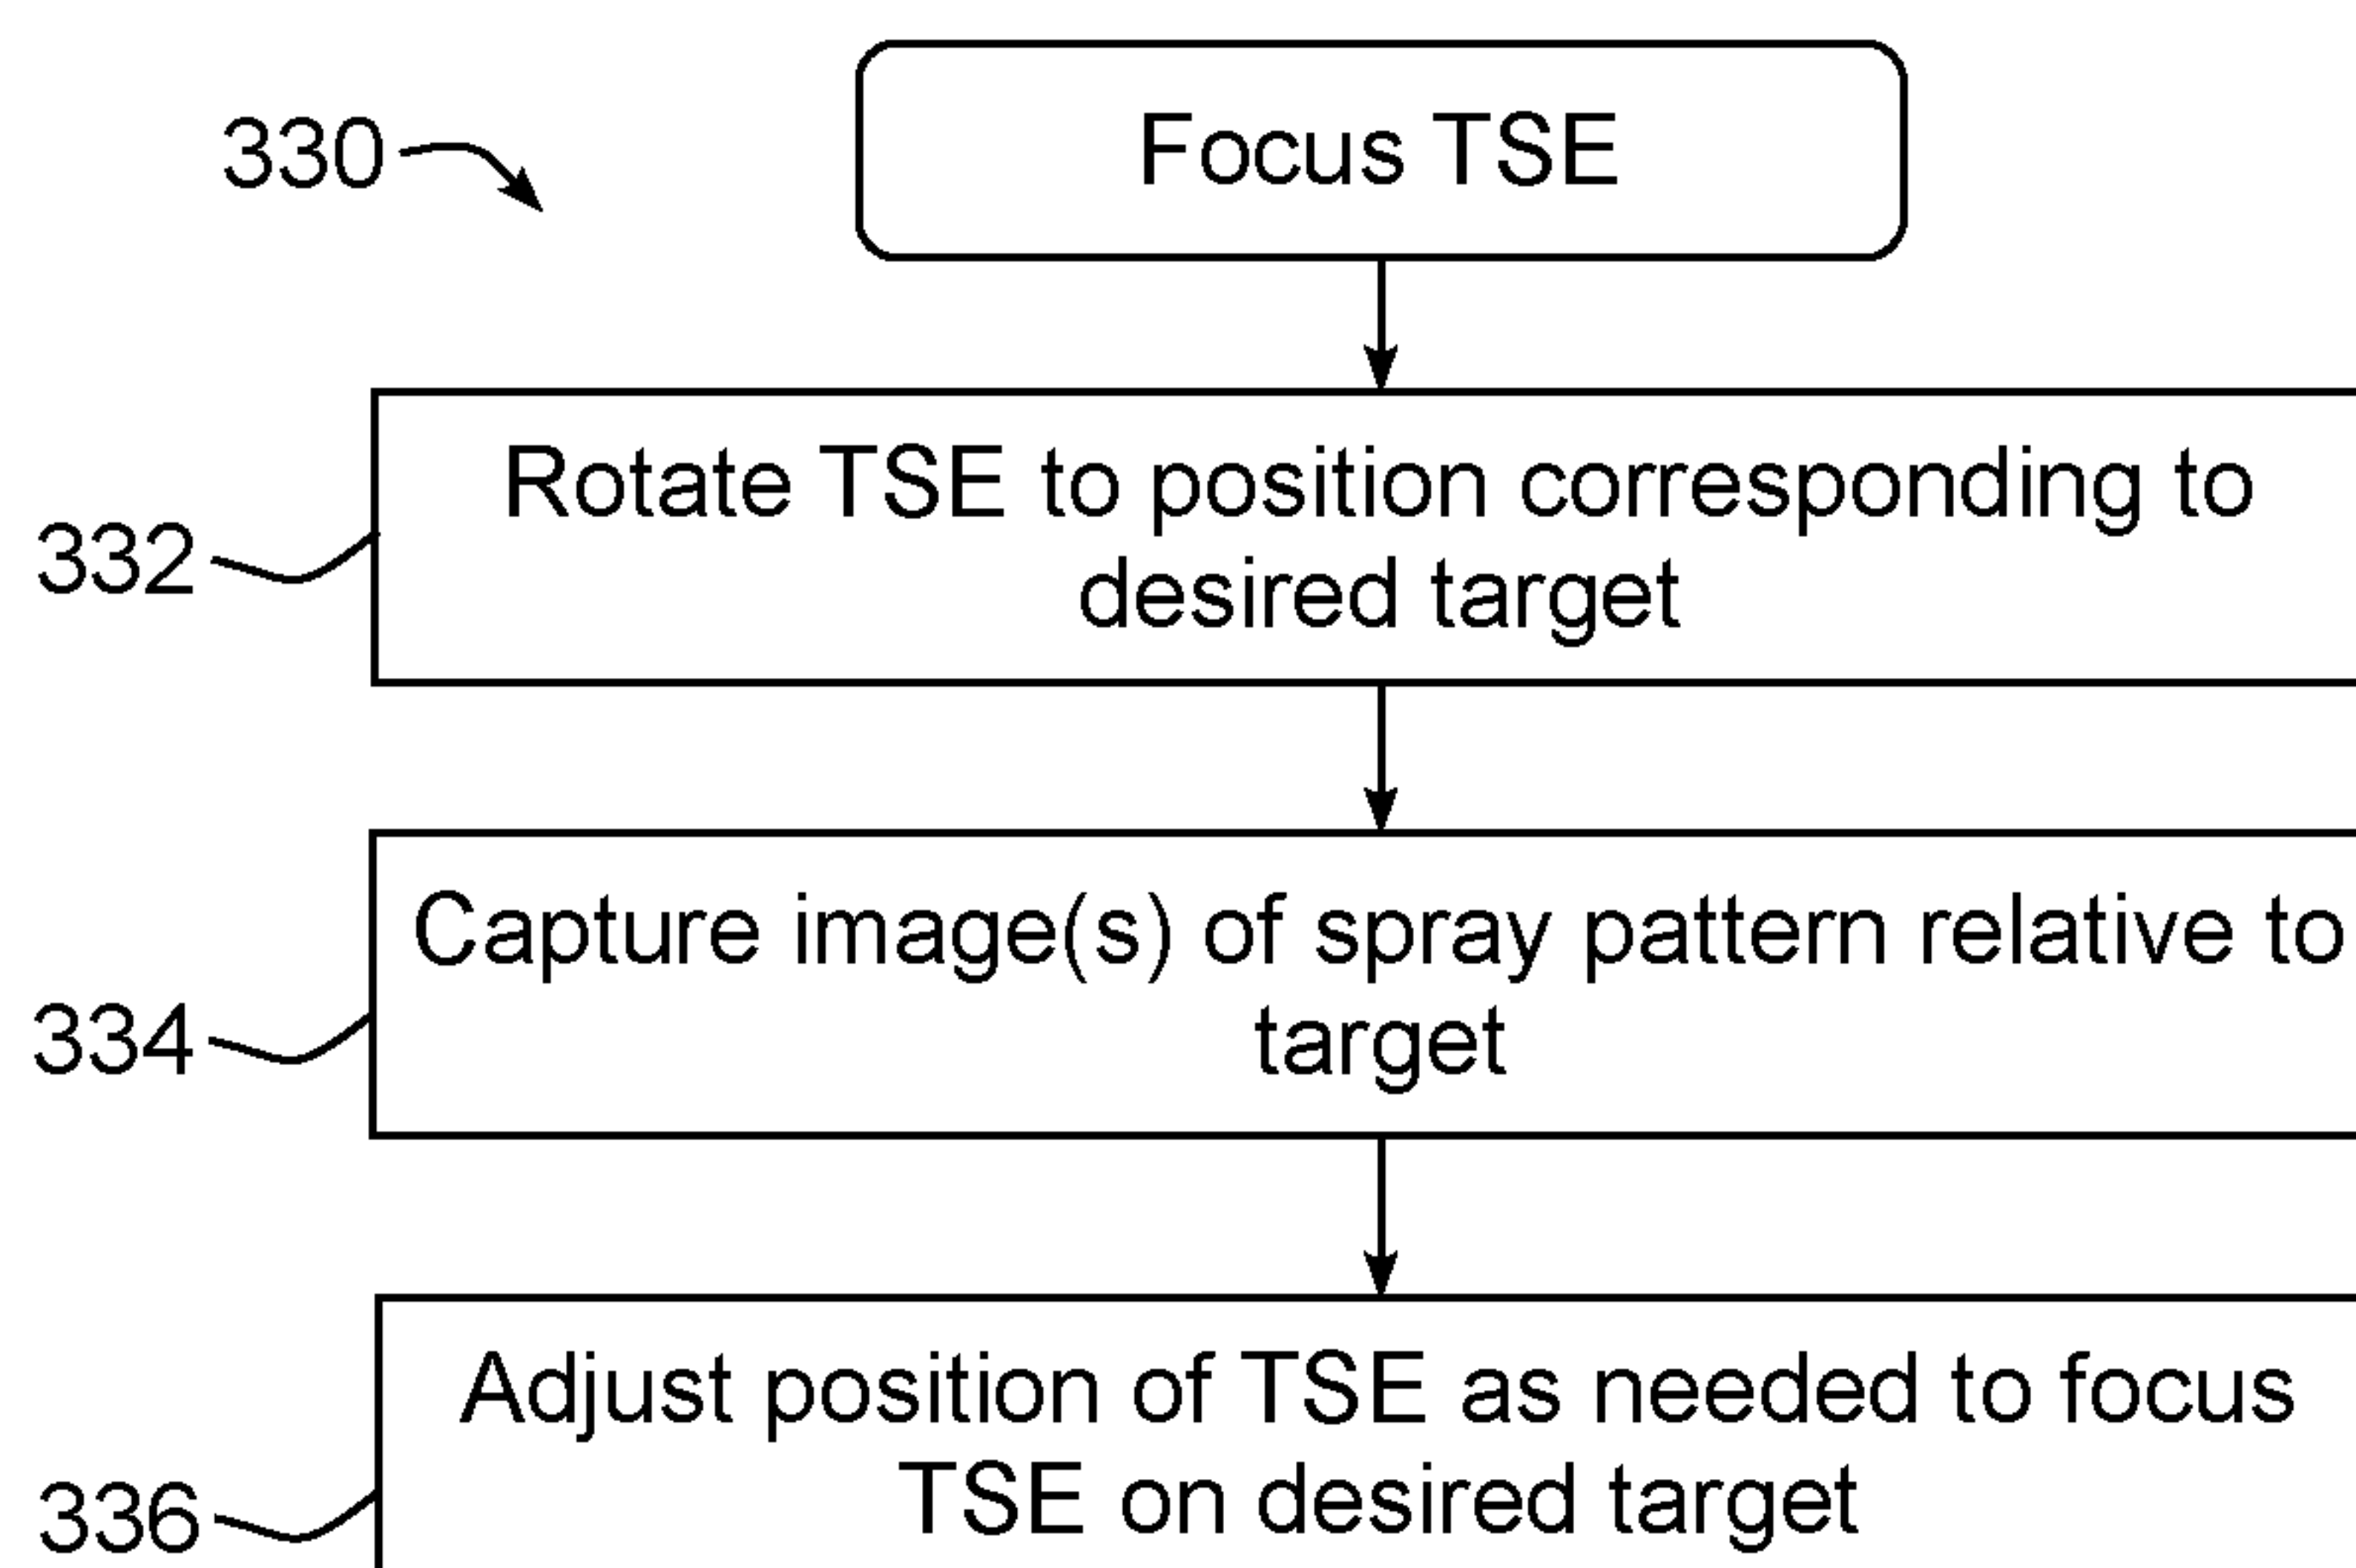 330
Focus TSE
Rotate TSE to position corresponding to
desired target
332
Capture image(s) of spray pattern relative to
target
334
Adjust position of TSE as needed to focus
TSE on desired target
336